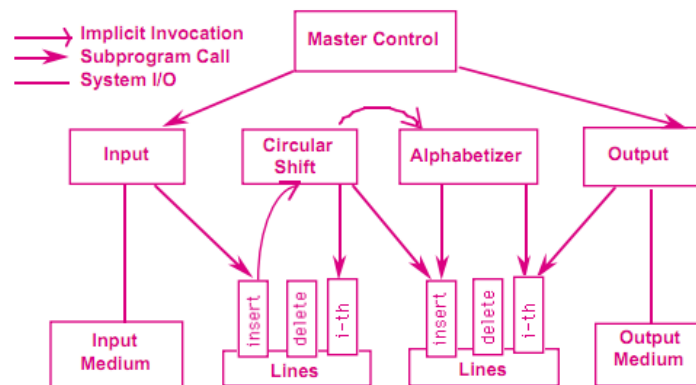 Implicit Invocation
Subprogram Call
System I/O
Master Control
Input
Circular
Shift
Alphabetizer
Output
insert
delete
i-th
insert
delete
i-th
Input
Medium
Lines
Lines
Output
Medium